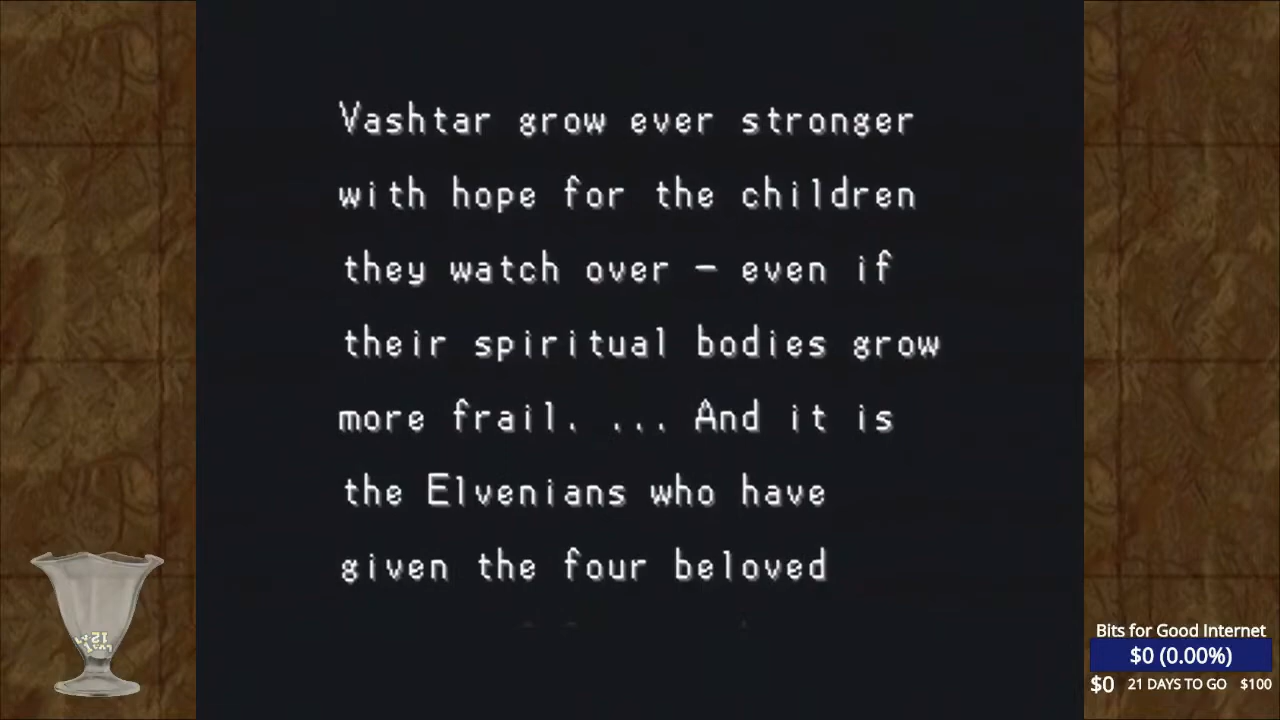 Vashtar grow ever stronger
with hope for the children
they watch over – even if
their spiritual bodies grow
more frail. ... And it is
the Elvenians who have
given the four beloved
Bits for Good Internet
$0 (0.00%)
$0 21 DAYS TO GO $100